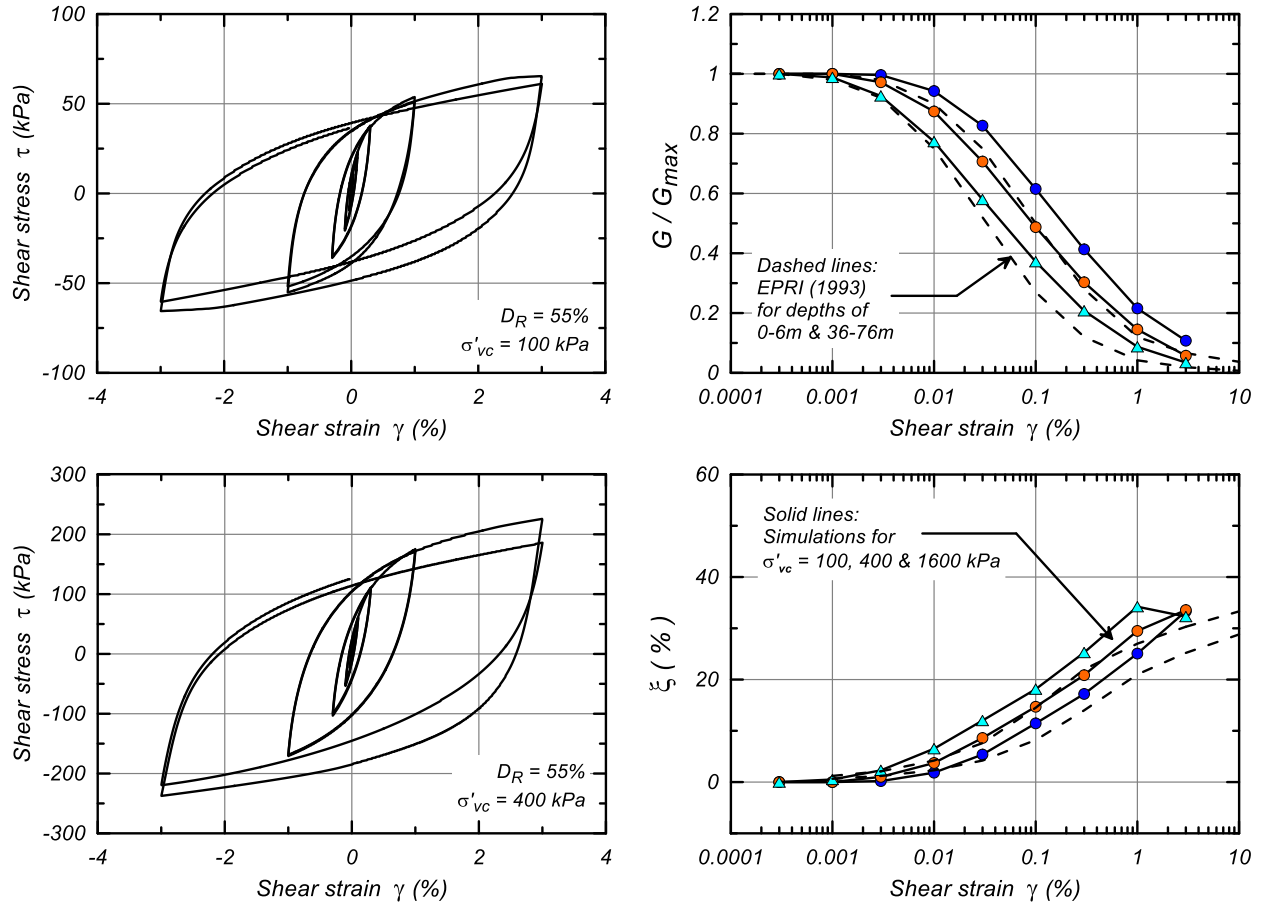 100
50
0
-50
-100
-4
-2
0
2
4
Shear stress τ (kPa)
Shear strain γ (%)
D_R = 55%
σ'_vc = 100 kPa
1.2
1
0.8
0.6
0.4
0.2
0
0.0001
0.001
0.01
0.1
1
10
G / G_max
Shear strain γ (%)
Dashed lines:
EPRI (1993)
for depths of
0-6m & 36-76m
300
200
100
0
-100
-200
-300
-4
-2
0
2
4
Shear stress τ (kPa)
Shear strain γ (%)
D_R = 55%
σ'_vc = 400 kPa
60
40
20
0
0.0001
0.001
0.01
0.1
1
10
ξ ( % )
Shear strain γ (%)
Solid lines:
Simulations for
σ'_vc = 100, 400 & 1600 kPa